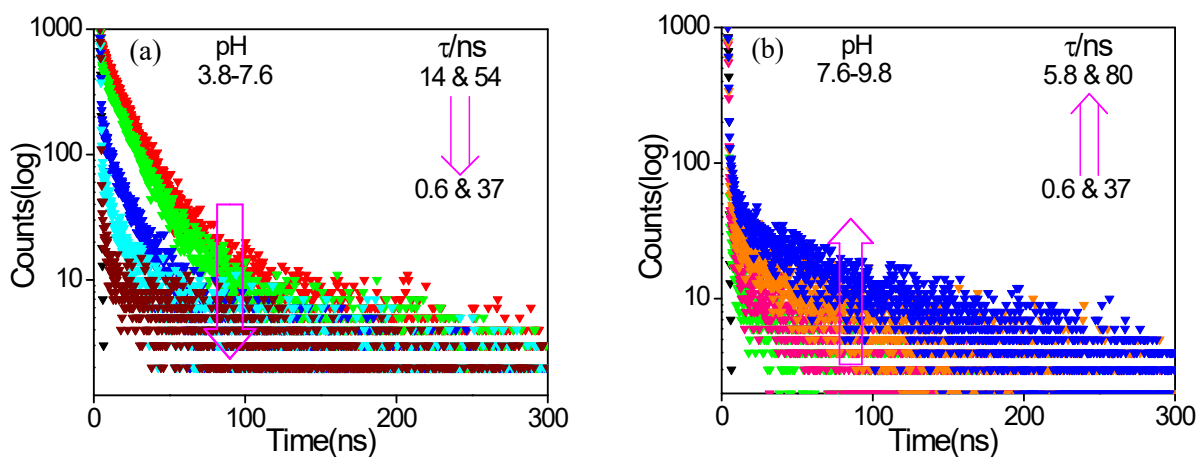 (a)
pH
3.8-7.6
τ/ns
14 & 54
0.6 & 37
1000
100
10
Counts(log)
0 100 200 300
Time(ns)
(b)
pH
7.6-9.8
τ/ns
5.8 & 80
0.6 & 37
1000
100
10
Counts(log)
0 100 200 300
Time(ns)